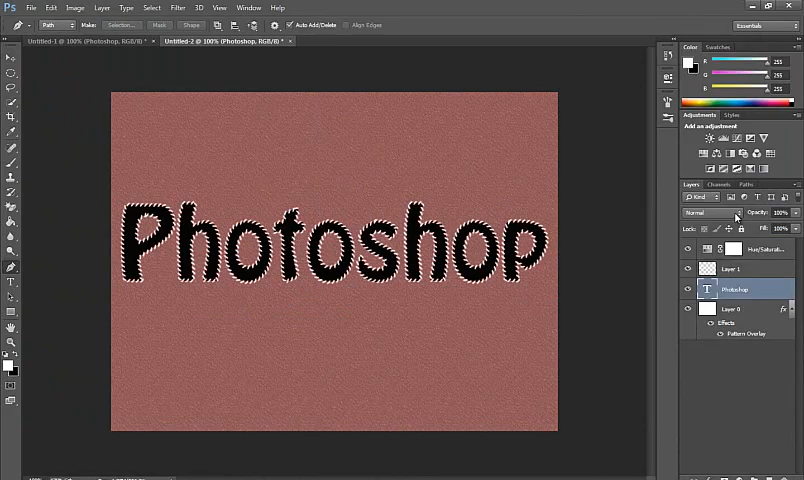 Ps File Edit Image Layer Type Select Filter 3D View Window Help
Path Make: Selection... Mask Shape Auto Add/Delete Align Edges Essentials
Untitled-1 @ 100% (Photoshop, RGB/8) * × Untitled-2 @ 100% (Photoshop, RGB/8) * ×
Color Swatches
R 255
G 255
B 255
Adjustments Styles
Add an adjustment
Layers Channels Paths
Kind
Normal Opacity: 100%
Lock: Fill: 100%
Hue/Saturati...
Layer 1
T Photoshop
Layer 0 fx
Effects
Pattern Overlay
Photoshop